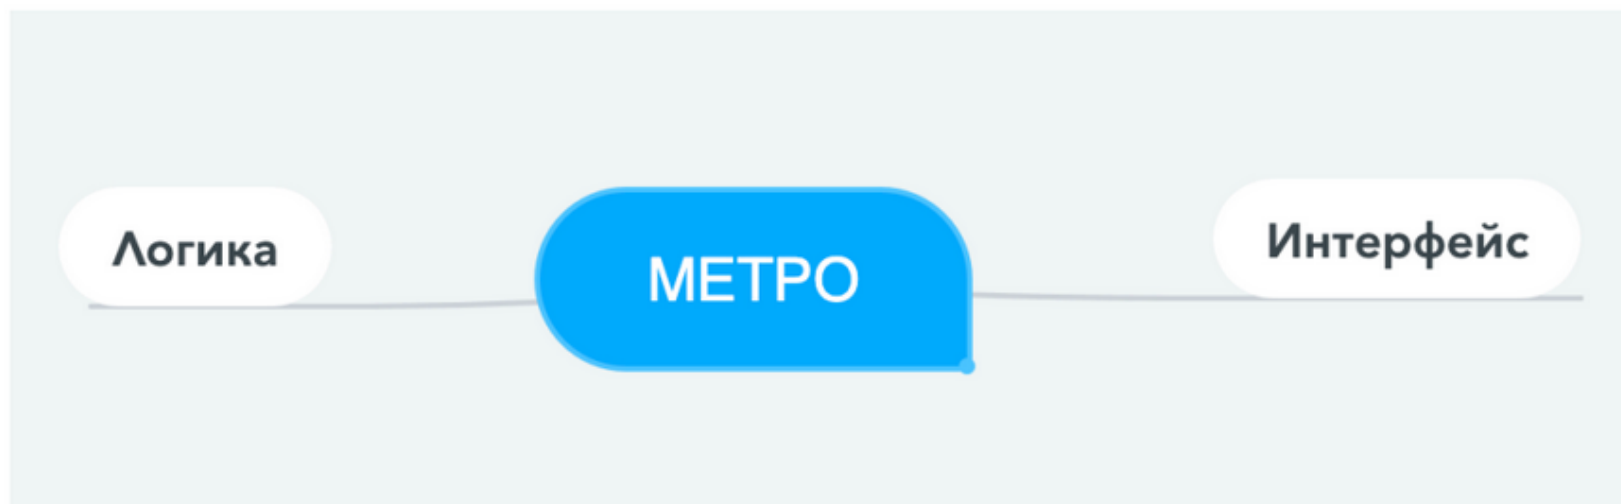 Логика
МЕТРО
Интерфейс